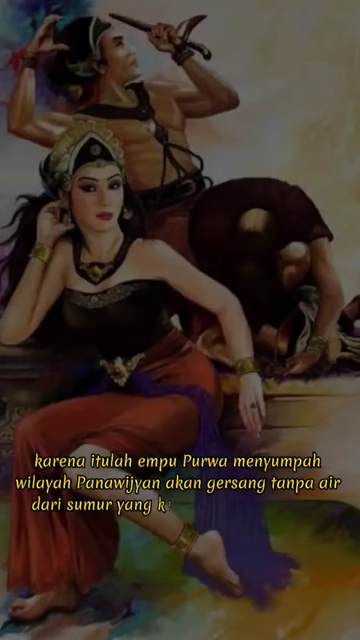 karena itulah empu Purwa menyumpah
wilayah Panawijyan akan gersang tanpa air
dari sumur yang k